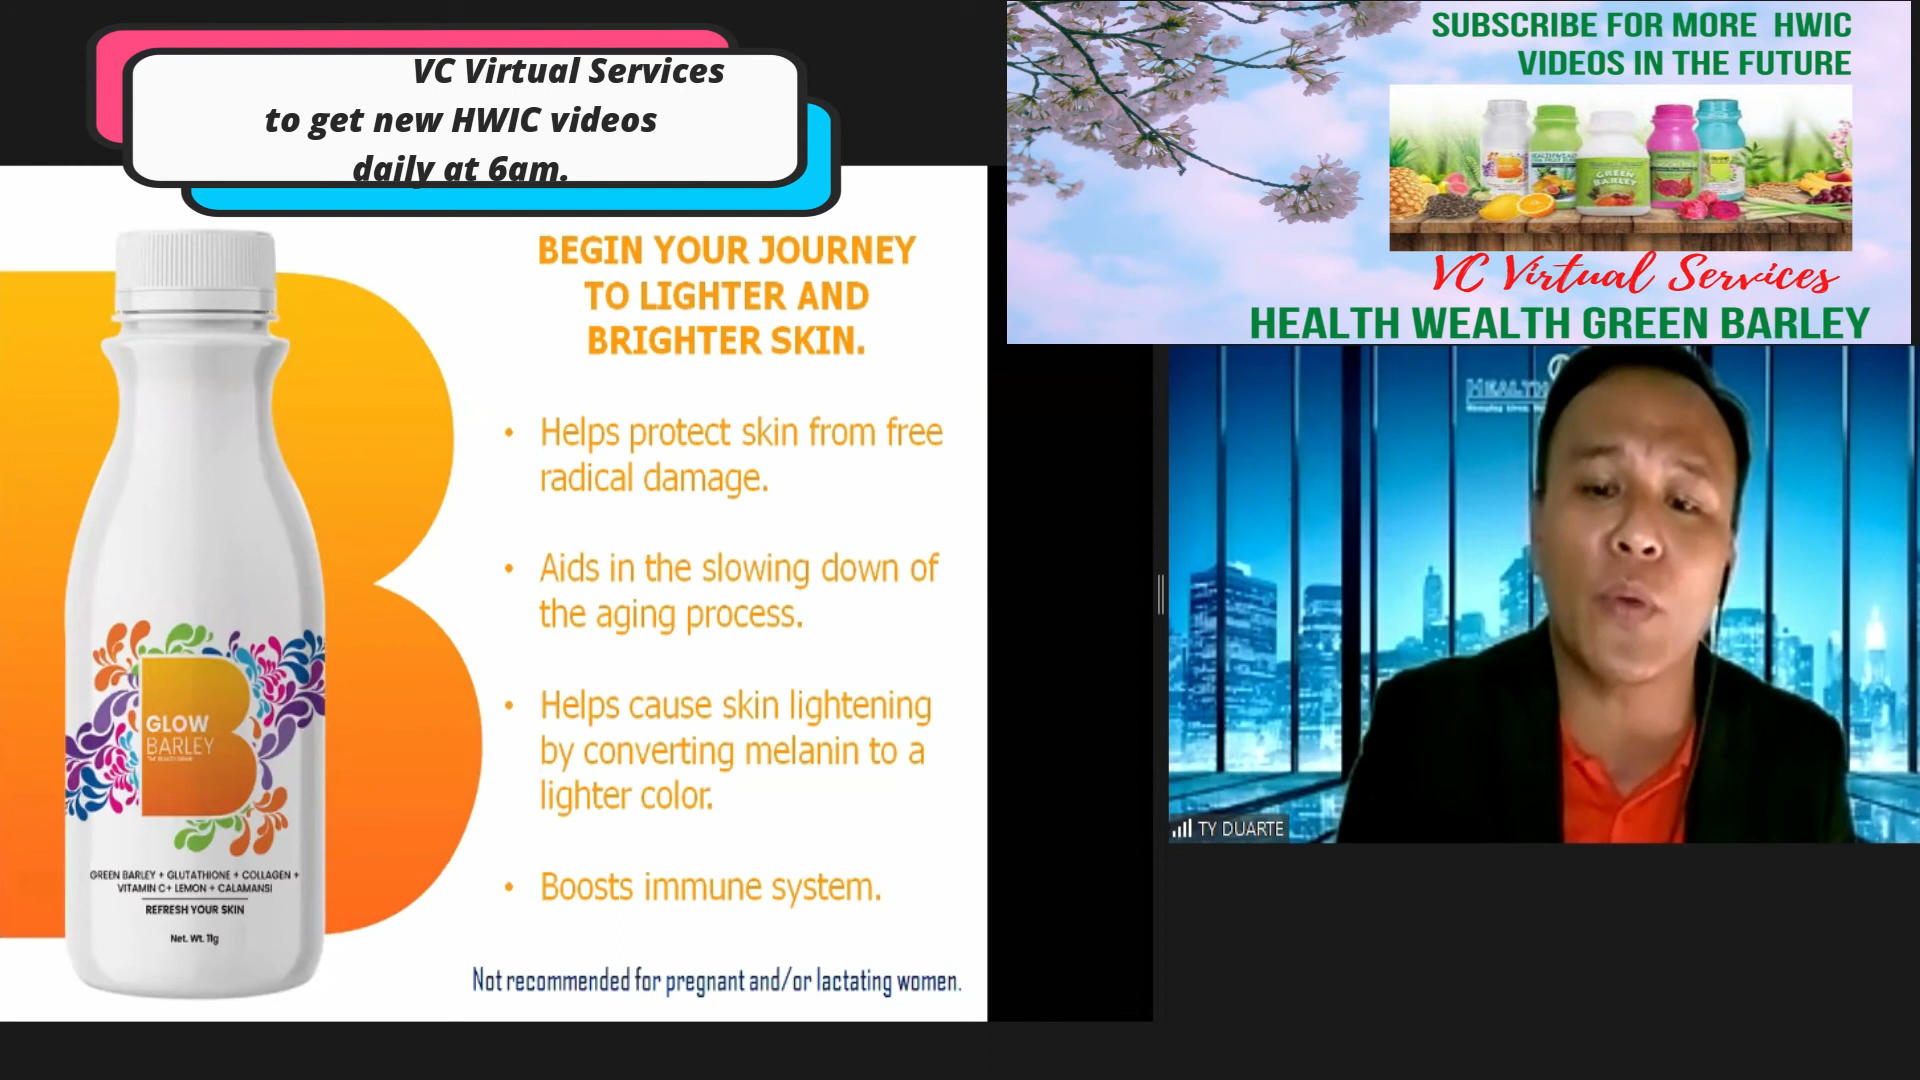 VC Virtual Services
to get new HWIC videos
daily at 6am.
BEGIN YOUR JOURNEY
TO LIGHTER AND
BRIGHTER SKIN.
• Helps protect skin from free
radical damage.
• Aids in the slowing down of
the aging process.
• Helps cause skin lightening
by converting melanin to a
lighter color.
• Boosts immune system.
Not recommended for pregnant and/or lactating women.
GLOW
BARLEY
GREEN BARLEY + GLUTATHIONE + COLLAGEN +
VITAMIN C+ LEMON + CALAMANSI
REFRESH YOUR SKIN
Net. Wt. 11g
SUBSCRIBE FOR MORE HWIC
VIDEOS IN THE FUTURE
GREEN
BARLEY
VC Virtual Services
HEALTH WEALTH GREEN BARLEY
HEALTH
TY DUARTE